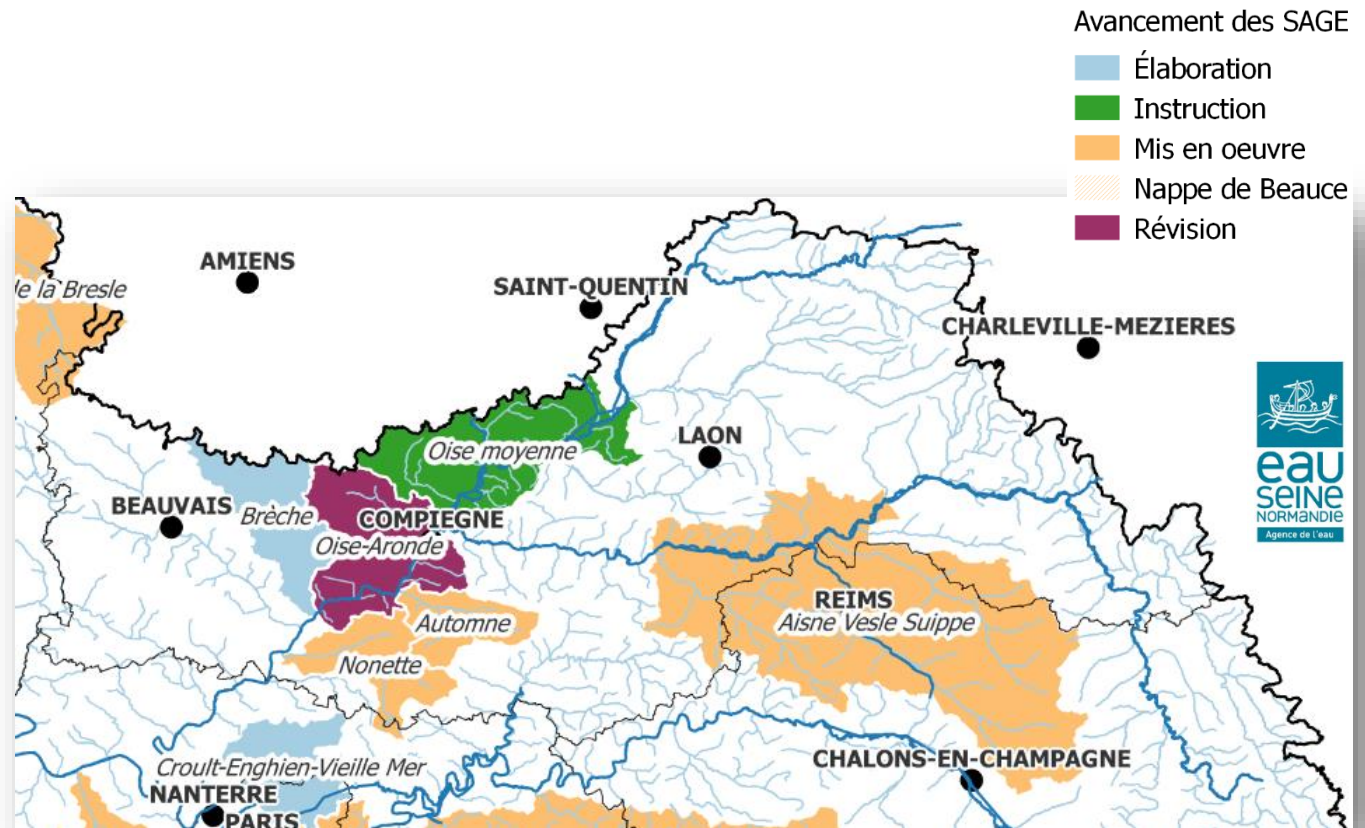 Avancement des SAGE
Élaboration
Instruction
Mis en oeuvre
Nappe de Beauce
Révision
AMIENS
de la Bresle
SAINT-QUENTIN
CHARLEVILLE-MEZIERES
Oise moyenne
LAON
BEAUVAIS
Brèche
COMPIEGNE
Oise-Aronde
REIMS
Aisne Vesle Suippe
Automne
Nonette
CHALONS-EN-CHAMPAGNE
Croult-Enghien-Vieille Mer
NANTERRE
PARIS
eau
SEINE
NORMANDIE
Agence de l'eau